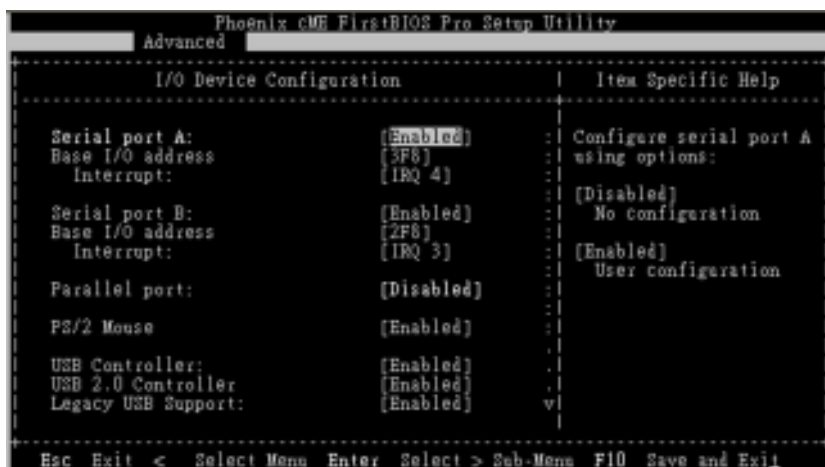 Phoenix cME FirstBIOS Pro Setup Utility
Advanced
I/O Device Configuration
Item Specific Help
Serial port A: [Enabled]
Base I/O address [3F8]
Interrupt: [IRQ 4]
Serial port B: [Enabled]
Base I/O address [2F8]
Interrupt: [IRQ 3]
Parallel port: [Disabled]
PS/2 Mouse [Enabled]
USB Controller: [Enabled]
USB 2.0 Controller [Enabled]
Legacy USB Support: [Enabled]
Configure serial port A
using options:
[Disabled]
No configuration
[Enabled]
User configuration
Esc Exit < Select Menu Enter Select > Sub-Menu F10 Save and Exit